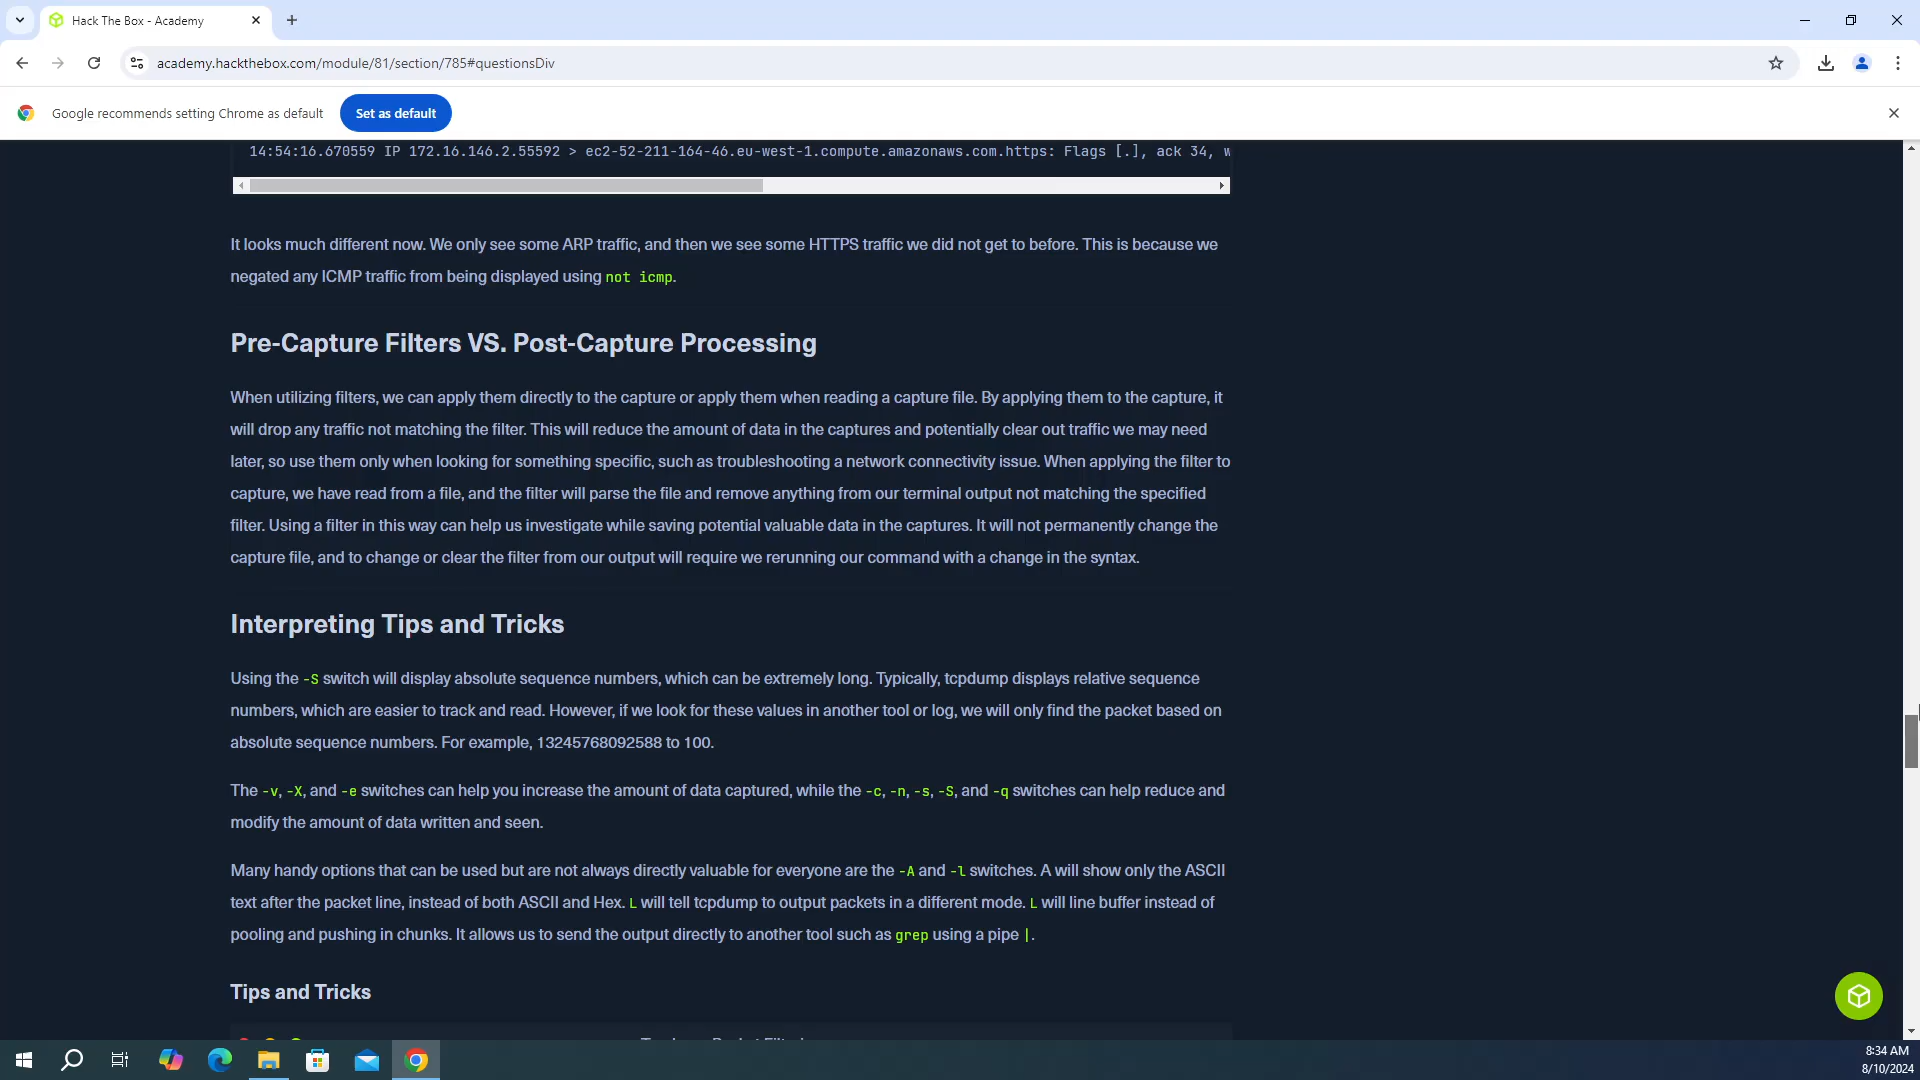 Hack The Box - Academy
academy.hackthebox.com/module/81/section/785#questionsDiv
Google recommends setting Chrome as default
Set as default
14:54:16.670559 IP 172.16.146.2.55592 > ec2-52-211-164-46.eu-west-1.compute.amazonaws.com.https: Flags [.], ack 34, w
It looks much different now. We only see some ARP traffic, and then we see some HTTPS traffic we did not get to before. This is because we
negated any ICMP traffic from being displayed using not icmp.
Pre-Capture Filters VS. Post-Capture Processing
When utilizing filters, we can apply them directly to the capture or apply them when reading a capture file. By applying them to the capture, it
will drop any traffic not matching the filter. This will reduce the amount of data in the captures and potentially clear out traffic we may need
later, so use them only when looking for something specific, such as troubleshooting a network connectivity issue. When applying the filter to
capture, we have read from a file, and the filter will parse the file and remove anything from our terminal output not matching the specified
filter. Using a filter in this way can help us investigate while saving potential valuable data in the captures. It will not permanently change the
capture file, and to change or clear the filter from our output will require we rerunning our command with a change in the syntax.
Interpreting Tips and Tricks
Using the -S switch will display absolute sequence numbers, which can be extremely long. Typically, tcpdump displays relative sequence
numbers, which are easier to track and read. However, if we look for these values in another tool or log, we will only find the packet based on
absolute sequence numbers. For example, 13245768092588 to 100.
The -v, -X, and -e switches can help you increase the amount of data captured, while the -c, -n, -s, -S, and -q switches can help reduce and
modify the amount of data written and seen.
Many handy options that can be used but are not always directly valuable for everyone are the -A and -l switches. A will show only the ASCII
text after the packet line, instead of both ASCII and Hex. L will tell tcpdump to output packets in a different mode. L will line buffer instead of
pooling and pushing in chunks. It allows us to send the output directly to another tool such as grep using a pipe |.
Tips and Tricks
8:34 AM
8/10/2024